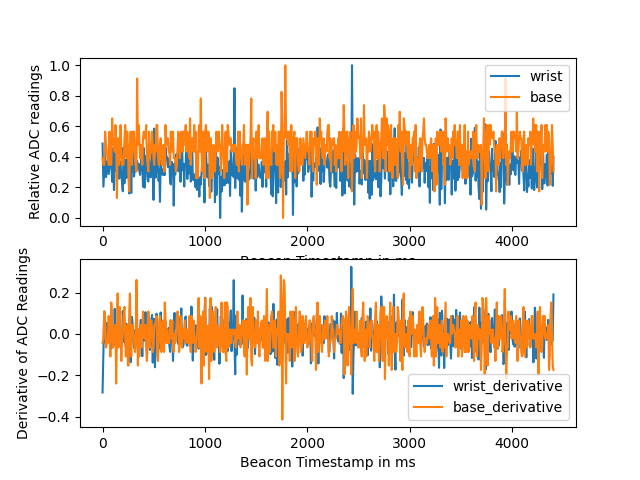 Relative ADC readings
1.0
0.8
0.6
0.4
0.2
0.0
wrist
base
0 1000 2000 3000 4000
Beacon Timestamp in ms
Derivative of ADC Readings
0.2
0.0
−0.2
−0.4
wrist_derivative
base_derivative
0 1000 2000 3000 4000
Beacon Timestamp in ms